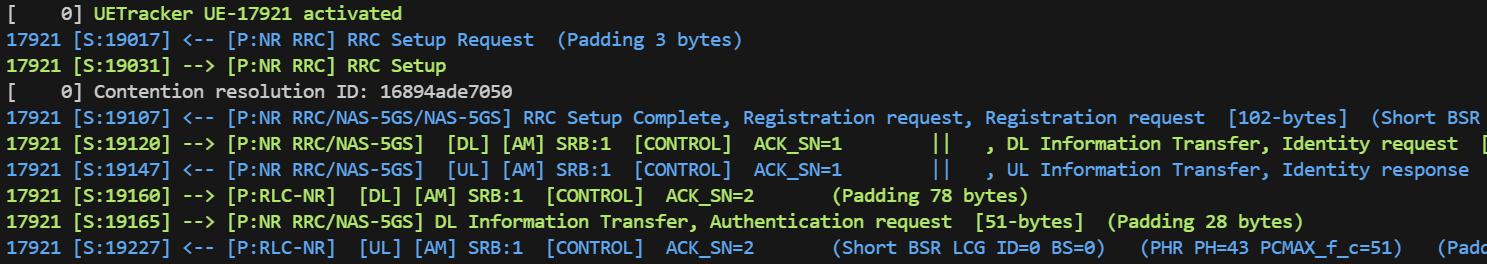 [    0] UETracker UE-17921 activated
17921 [S:19017] <-- [P:NR RRC] RRC Setup Request  (Padding 3 bytes)
17921 [S:19031] --> [P:NR RRC] RRC Setup
[    0] Contention resolution ID: 16894ade7050
17921 [S:19107] <-- [P:NR RRC/NAS-5GS/NAS-5GS] RRC Setup Complete, Registration request, Registration request  [102-bytes]  (Short BSR
17921 [S:19120] --> [P:NR RRC/NAS-5GS]  [DL] [AM] SRB:1  [CONTROL]  ACK_SN=1        ||   , DL Information Transfer, Identity request  [
17921 [S:19147] <-- [P:NR RRC/NAS-5GS]  [UL] [AM] SRB:1  [CONTROL]  ACK_SN=1        ||   , UL Information Transfer, Identity response
17921 [S:19160] --> [P:RLC-NR]  [DL] [AM] SRB:1  [CONTROL]  ACK_SN=2      (Padding 78 bytes)
17921 [S:19165] --> [P:NR RRC/NAS-5GS] DL Information Transfer, Authentication request  [51-bytes]  (Padding 28 bytes)
17921 [S:19227] <-- [P:RLC-NR]  [UL] [AM] SRB:1  [CONTROL]  ACK_SN=2      (Short BSR LCG ID=0 BS=0)   (PHR PH=43 PCMAX_f_c=51)   (Padd